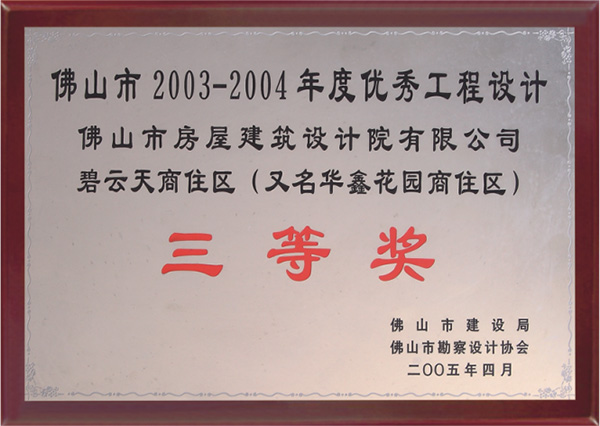 佛山市2003-2004年度优秀工程设计
佛山市房屋建筑设计院有限公司
碧云天商住区（又名华鑫花园商住区）
三等奖
佛山市建设局
佛山市勘察设计协会
二〇〇五年四月